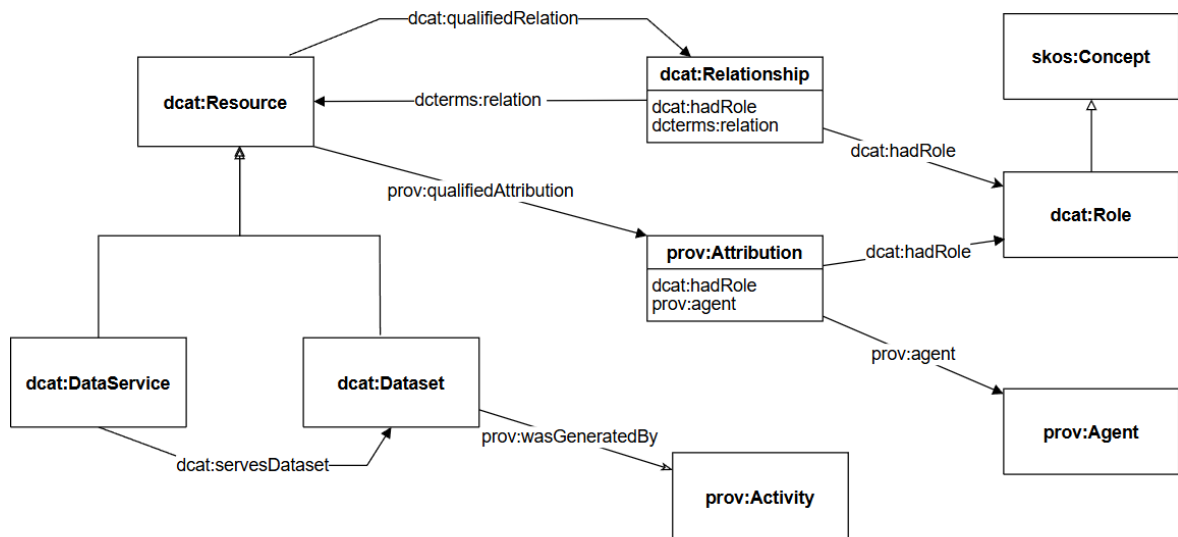 dcat:qualifiedRelation
dcat:Resource
dcterms:relation
dcat:Relationship
dcat:hadRole
dcterms:relation
skos:Concept
dcat:hadRole
prov:qualifiedAttribution
dcat:Role
prov:Attribution
dcat:hadRole
prov:agent
dcat:hadRole
prov:agent
dcat:DataService
dcat:Dataset
prov:wasGeneratedBy
dcat:servesDataset
prov:Agent
prov:Activity